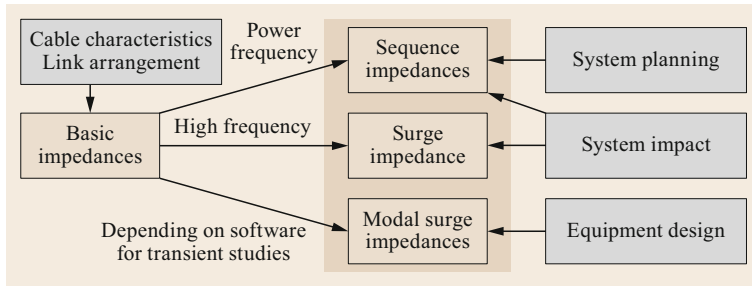 Cable characteristics
Link arrangement
Power
frequency
Sequence
impedances
System planning
Basic
impedances
High frequency
Surge
impedance
System impact
Depending on software
for transient studies
Modal surge
impedances
Equipment design